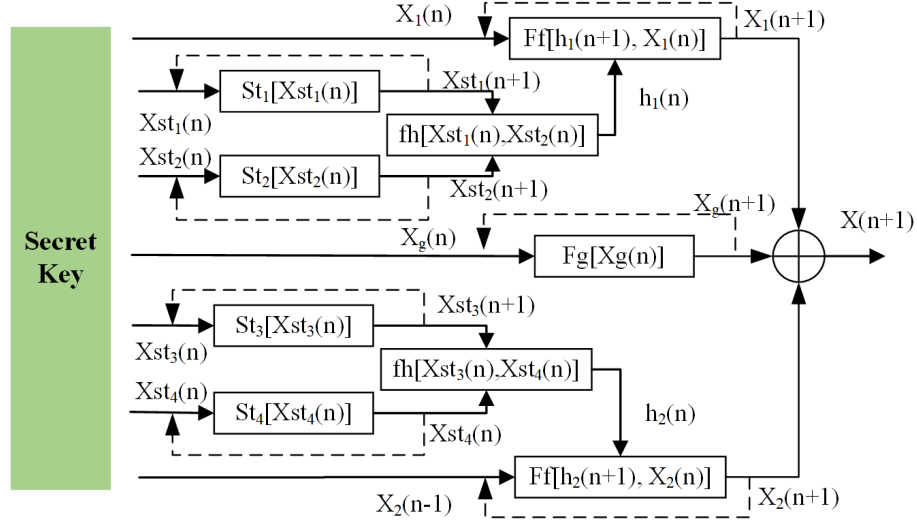 X₁(n)
X₁(n+1)
Ff[h₁(n+1), X₁(n)]
St₁[Xst₁(n)]
Xst₁(n+1)
h₁(n)
Xst₁(n)
fh[Xst₁(n),Xst₂(n)]
Xst₂(n)
St₂[Xst₂(n)]
Xst₂(n+1)
Secret
Key
X_g(n)
X_g(n+1)
Fg[Xg(n)]
X(n+1)
Xst₃(n+1)
St₃[Xst₃(n)]
Xst₃(n)
fh[Xst₃(n),Xst₄(n)]
Xst₄(n)
St₄[Xst₄(n)]
Xst₄(n)
h₂(n)
Ff[h₂(n+1), X₂(n)]
X₂(n-1)
X₂(n+1)